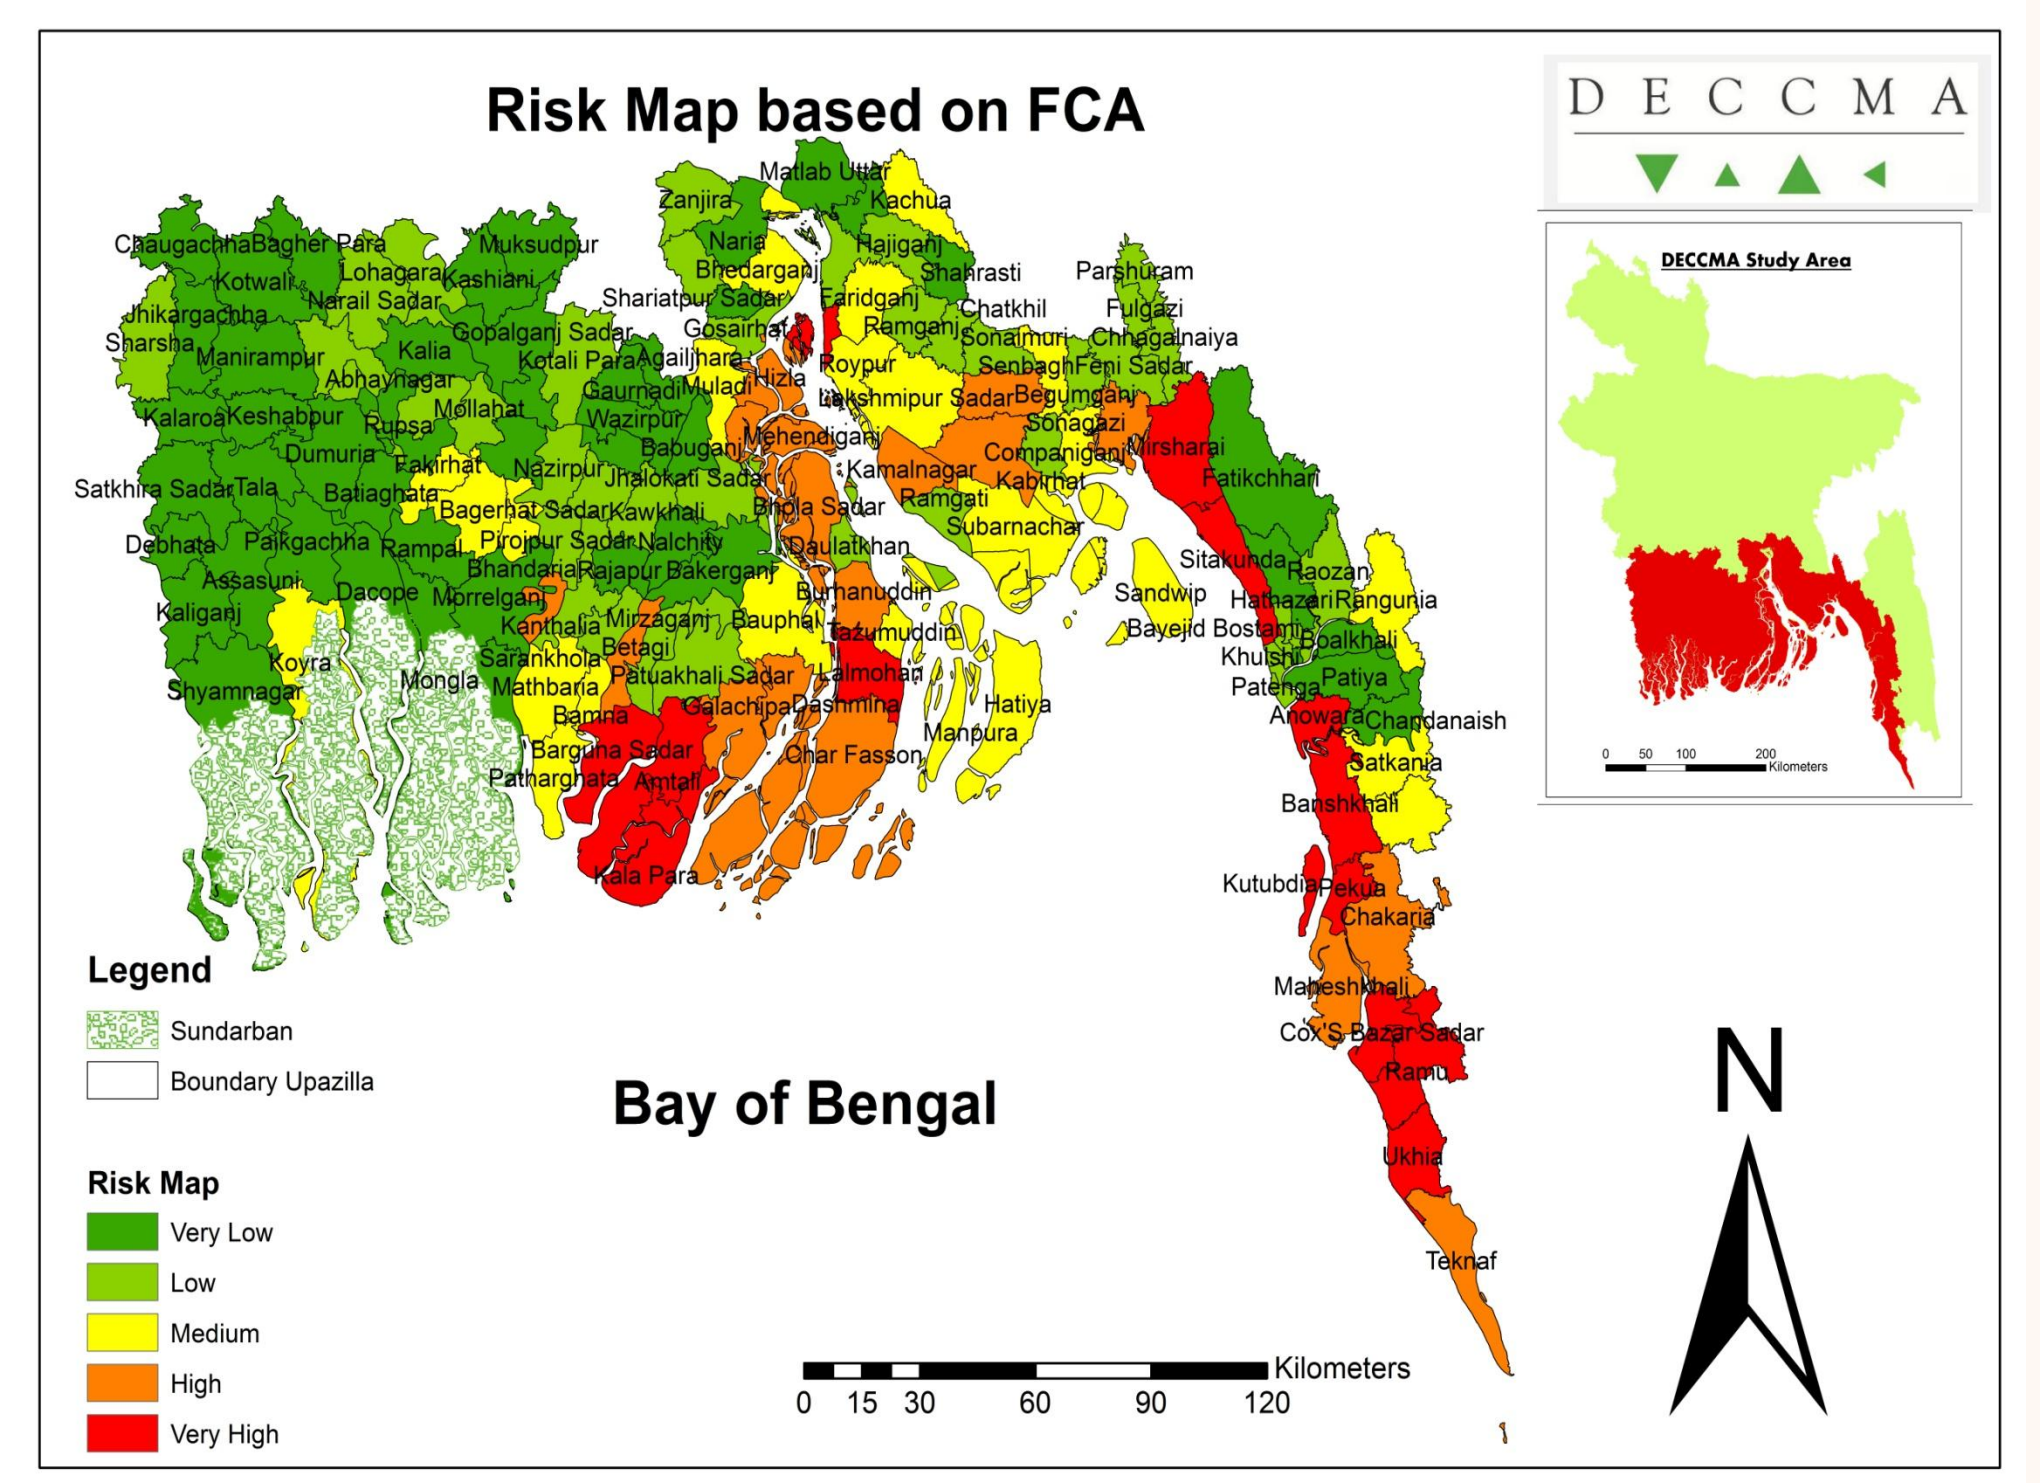 Risk Map based on FCA
D E C C M A
DECCMA Study Area
0 50 100 200
Kilometers
Matlab Uttar
Zanjira
Kachua
Chaugachha
Bagher Para
Muksudpur
Naria
Hajiganj
Kotwali
Lohagara
Kashiani
Bhedarganj
Shahrasti
Parshuram
Narail Sadar
Shariatpur Sadar
Faridganj
Chatkhil
Fulgazi
Jhikargachha
Gopalganj Sadar
Gosairhat
Ramganj
Sonaimuri
Chhagalnaiya
Sharsha
Manirampur
Kalia
Kotali Para
Agailjhara
Roypur
Senbagh
Feni Sadar
Abhaynagar
Gaurnadi
Muladi
Hizla
Lakshmipur Sadar
Begumganj
Kalaroa
Keshabpur
Rupsa
Mollahat
Wazirpur
Sonagazi
Dumuria
Fakirhat
Babuganj
Mehendiganj
Companiganj
Mirsharai
Nazirpur
Jhalokati Sadar
Kamalnagar
Kabirhat
Fatikchhari
Satkhira Sadar
Tala
Batiaghata
Bagerhat Sadar
Kawkhali
Bhola Sadar
Ramgati
Subarnachar
Debhata
Paikgachha
Rampal
Pirojpur Sadar
Nalchity
Daulatkhan
Sitakunda
Raozan
Assasuni
Dacope
Bhandaria
Rajapur
Bakerganj
Burhanuddin
Sandwip
Hathazari
Rangunia
Kaliganj
Morrelganj
Kanthalia
Mirzaganj
Bauphal
Tazumuddin
Bayejid Bostami
Boalkhali
Koyra
Sarankhola
Betagi
Khulshi
Shyamnagar
Mongla
Mathbaria
Patuakhali Sadar
Lalmohan
Patenga
Patiya
Bamna
Galachipa
Dashmina
Hatiya
Anowara
Chandanaish
Barguna Sadar
Char Fasson
Manpura
Satkania
Patharghata
Amtali
Banshkhali
Kala Para
Kutubdia
Pekua
Chakaria
Maheshkhali
Cox'S Bazar Sadar
Ramu
Ukhia
Teknaf
Bay of Bengal
N
Legend
Sundarban
Boundary Upazilla
Risk Map
Very Low
Low
Medium
High
Very High
Kilometers
0 15 30 60 90 120